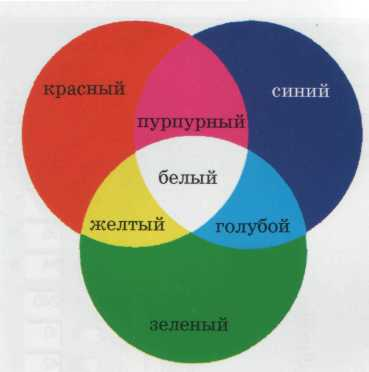 красный
синий
пурпурный
белый
желтый
голубой
зеленый